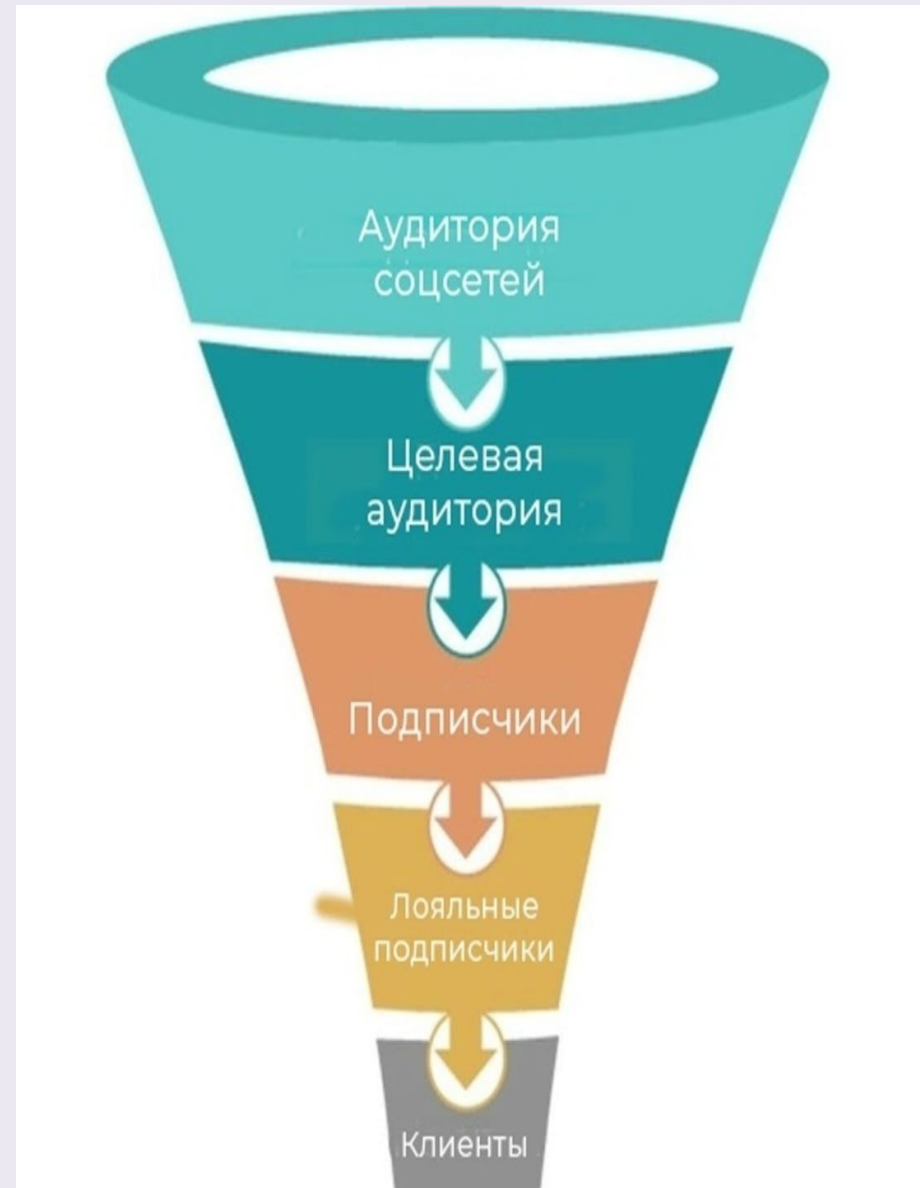 Аудитория
соцсетей
Целевая
аудитория
Подписчики
Лояльные
подписчики
Клиенты